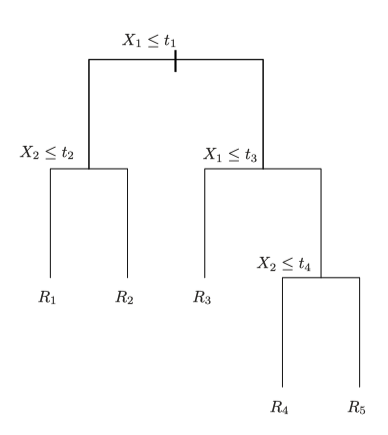 X₁ ≤ t₁
X₂ ≤ t₂
X₁ ≤ t₃
X₂ ≤ t₄
R₁
R₂
R₃
R₄
R₅